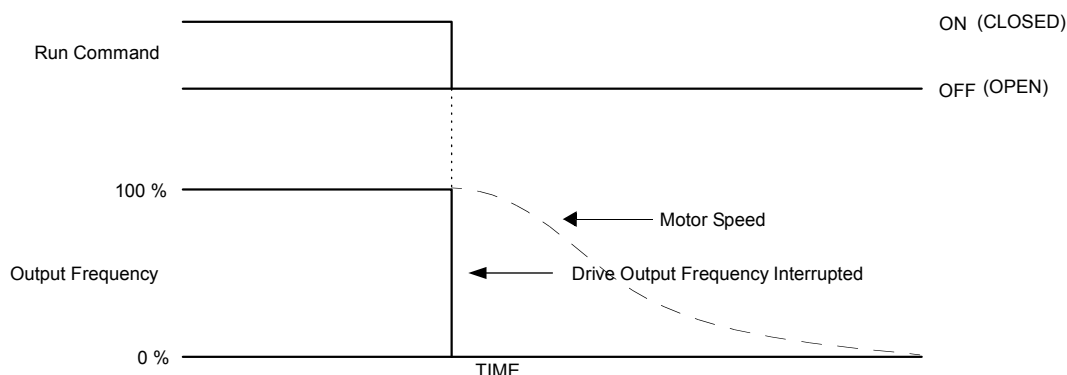 ON (CLOSED)
Run Command
OFF (OPEN)
100 %
Motor Speed
Output Frequency
Drive Output Frequency Interrupted
0 %
TIME